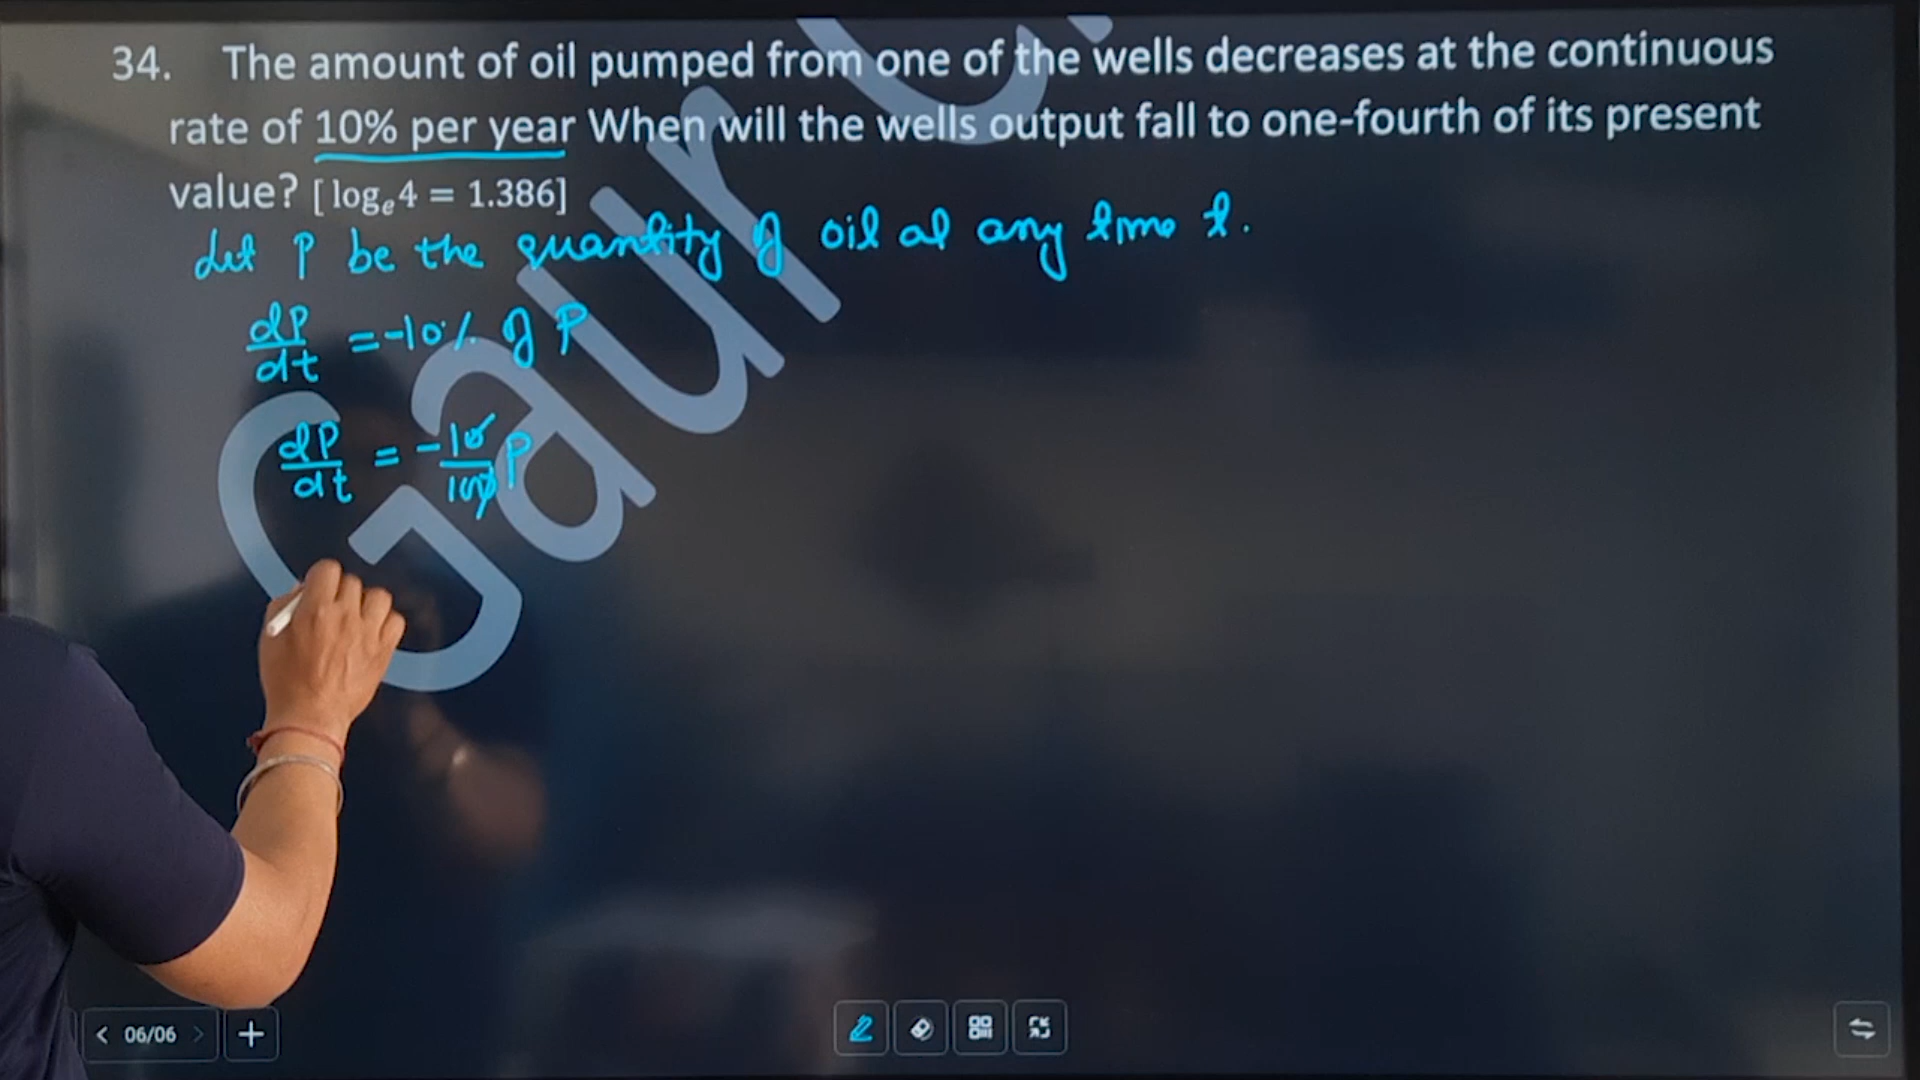 34. The amount of oil pumped from one of the wells decreases at the continuous
rate of 10% per year When will the wells output fall to one-fourth of its present
value? [logₑ4 = 1.386]
Let P be the quantity of oil at any time t.
dP/dt = -10% of P
dP/dt = -10/100 P
Gaur
< 06/06 > +